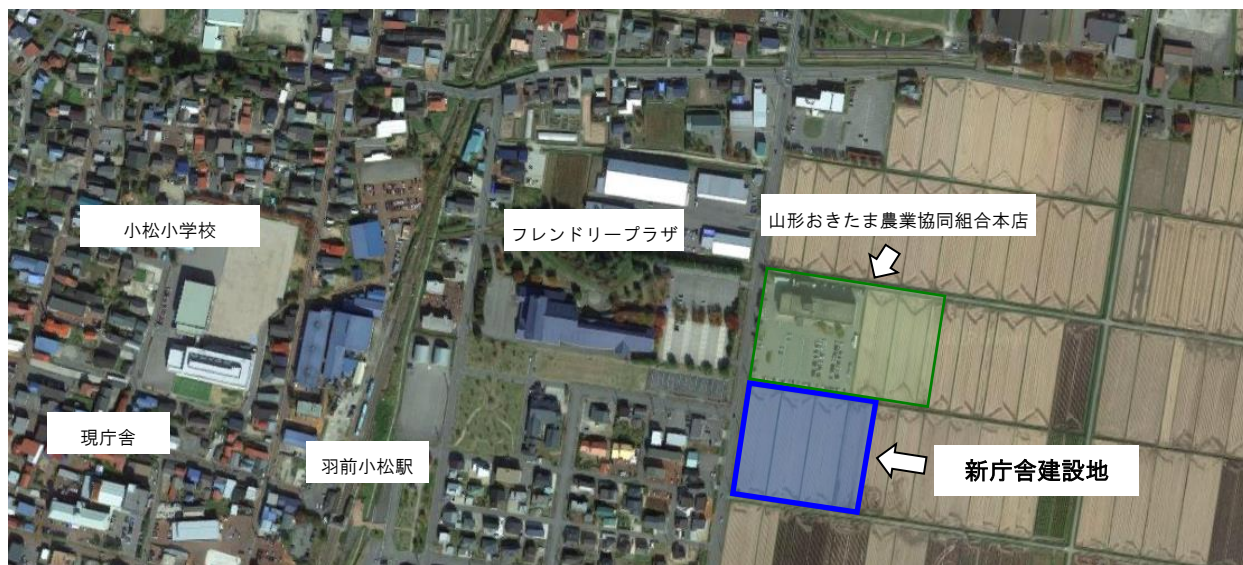 小松小学校
フレンドリープラザ
山形おきたま農業協同組合本店
現庁舎
羽前小松駅
新庁舎建設地